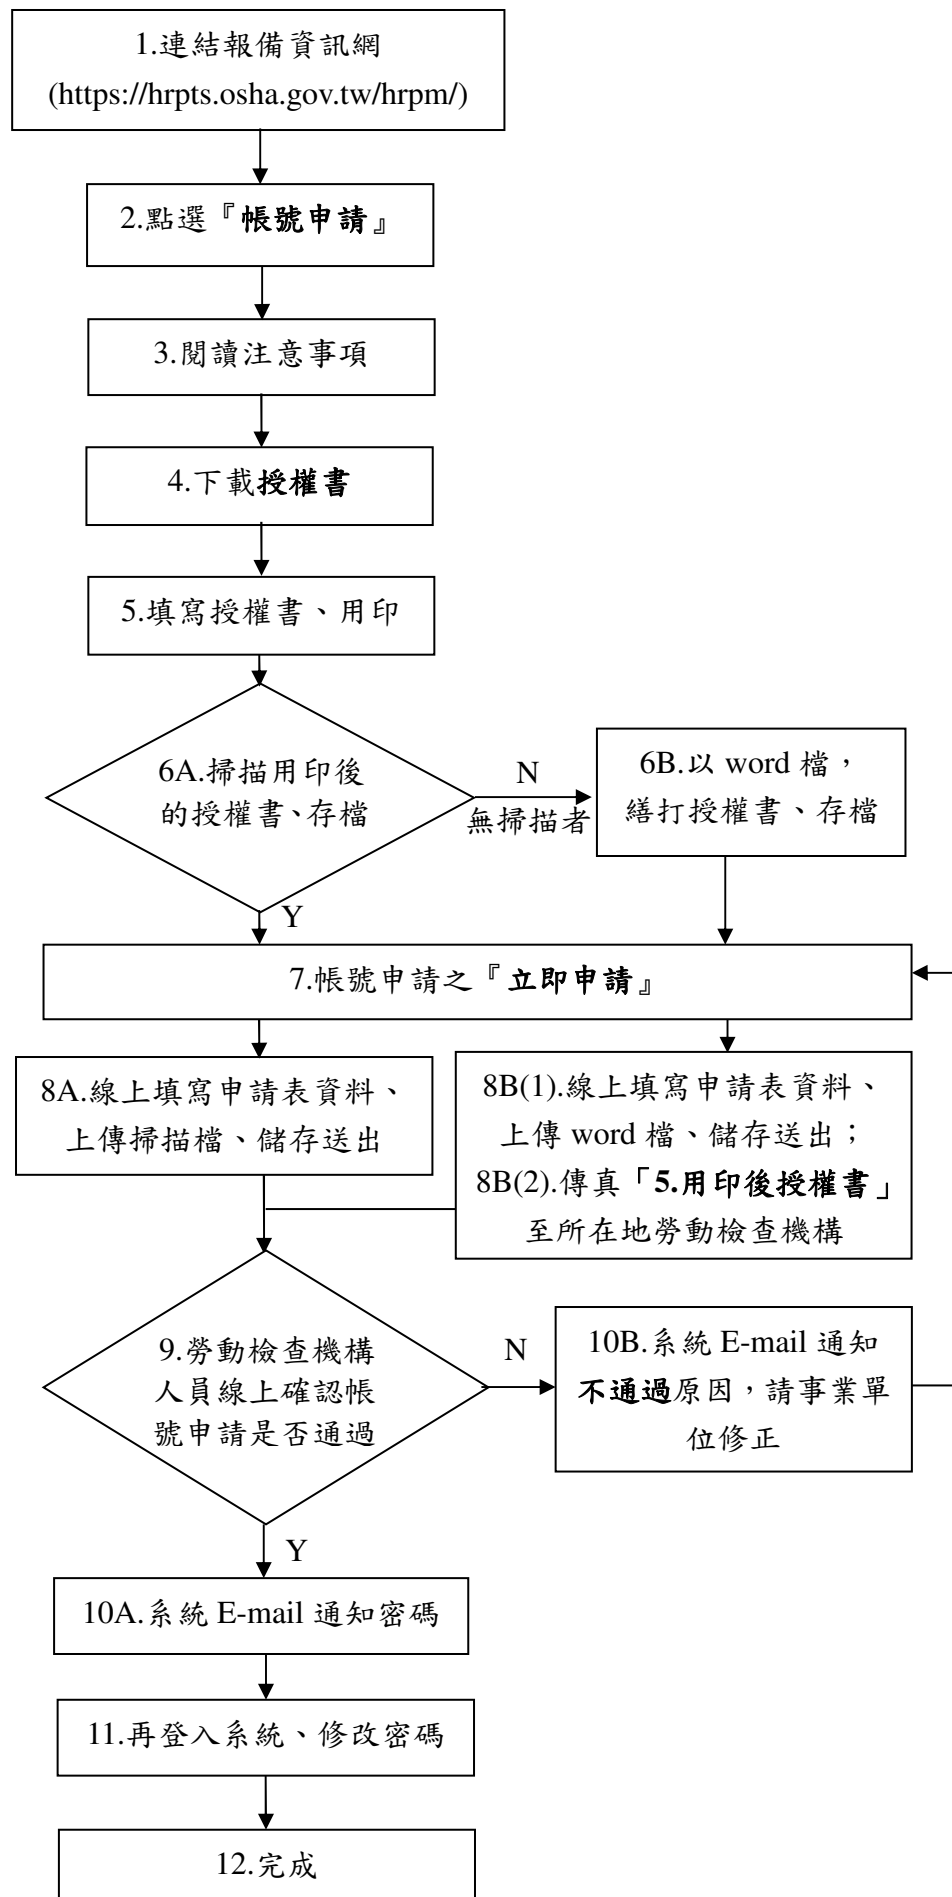 1.連結報備資訊網
(https://hrpts.osha.gov.tw/hrpm/)
2.點選『帳號申請』
3.閱讀注意事項
4.下載授權書
5.填寫授權書、用印
6A.掃描用印後
的授權書、存檔
N
無掃描者
6B.以 word 檔，
繕打授權書、存檔
Y
7.帳號申請之『立即申請』
8A.線上填寫申請表資料、
上傳掃描檔、儲存送出
8B(1).線上填寫申請表資料、
上傳 word 檔、儲存送出；
8B(2).傳真「5.用印後授權書」
至所在地勞動檢查機構
9.勞動檢查機構
人員線上確認帳
號申請是否通過
N
10B.系統 E-mail 通知
不通過原因，請事業單
位修正
Y
10A.系統 E-mail 通知密碼
11.再登入系統、修改密碼
12.完成